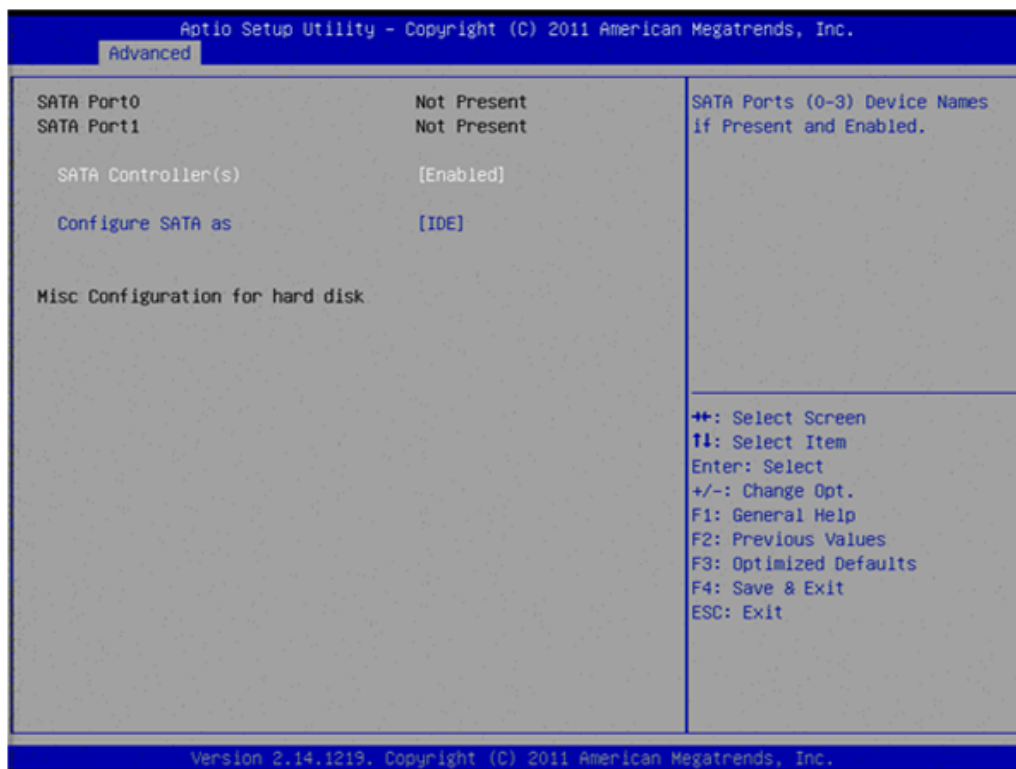 Aptio Setup Utility – Copyright (C) 2011 American Megatrends, Inc.
Advanced
SATA Port0 Not Present
SATA Port1 Not Present
SATA Controller(s) [Enabled]
Configure SATA as [IDE]
Misc Configuration for hard disk
SATA Ports (0-3) Device Names
if Present and Enabled.
→←: Select Screen
↑↓: Select Item
Enter: Select
+/-: Change Opt.
F1: General Help
F2: Previous Values
F3: Optimized Defaults
F4: Save & Exit
ESC: Exit
Version 2.14.1219. Copyright (C) 2011 American Megatrends, Inc.